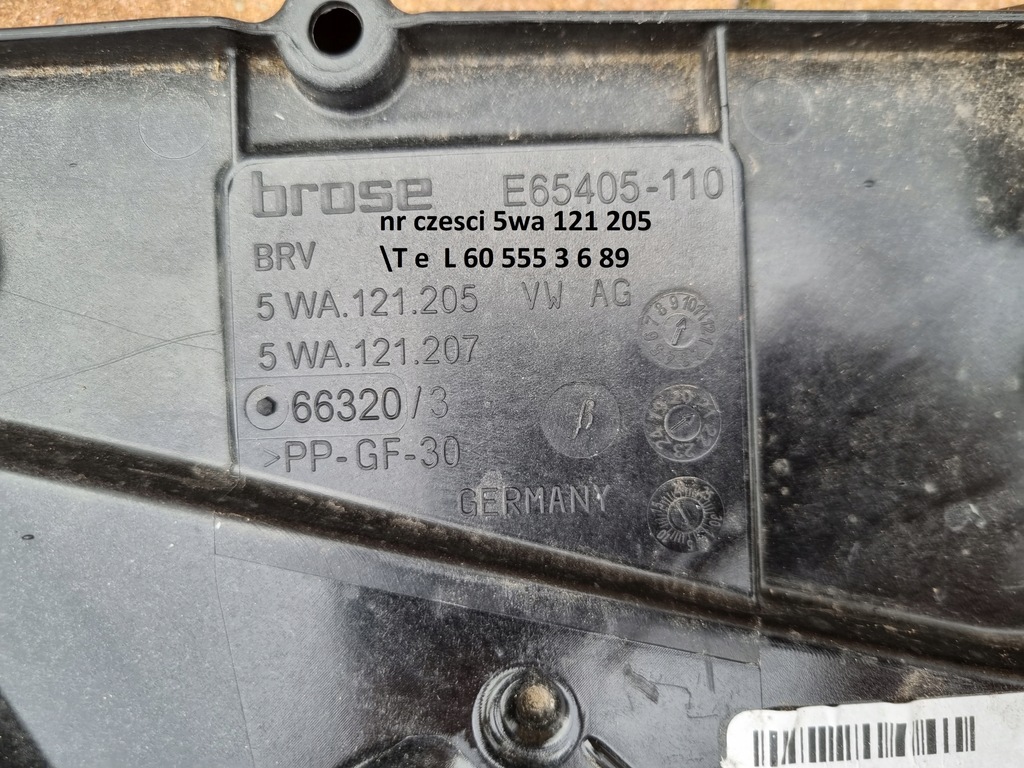 brose E65405-110
nr czesci 5wa 121 205
BRV \T e L 60 555 3 6 89
5 WA.121.205 VW AG
5 WA.121.207
66320/3
>PP-GF-30<
GERMANY